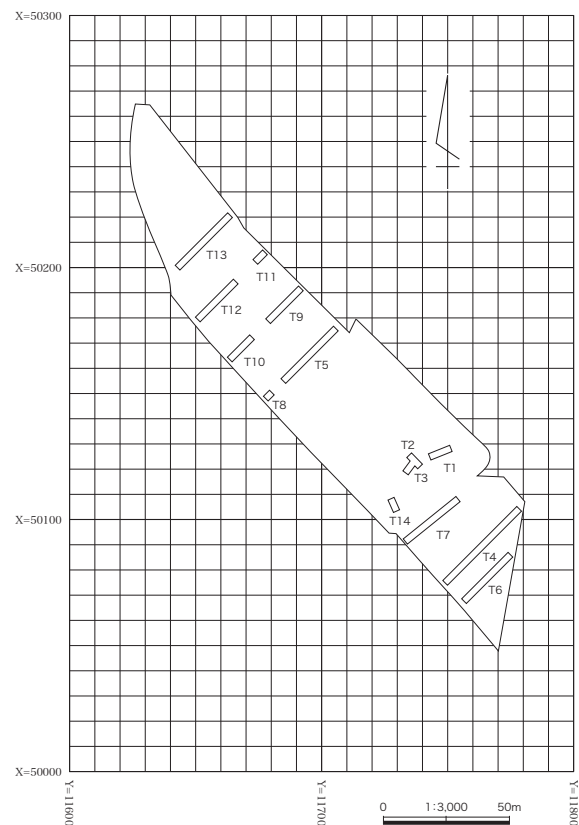 X=50300
T13
T11
X=50200
T12
T9
T10
T5
T8
T2
T1
T3
T14
X=50100
T7
T4
T6
X=50000
Y=11600
Y=11700
Y=11800
0 1:3,000 50m